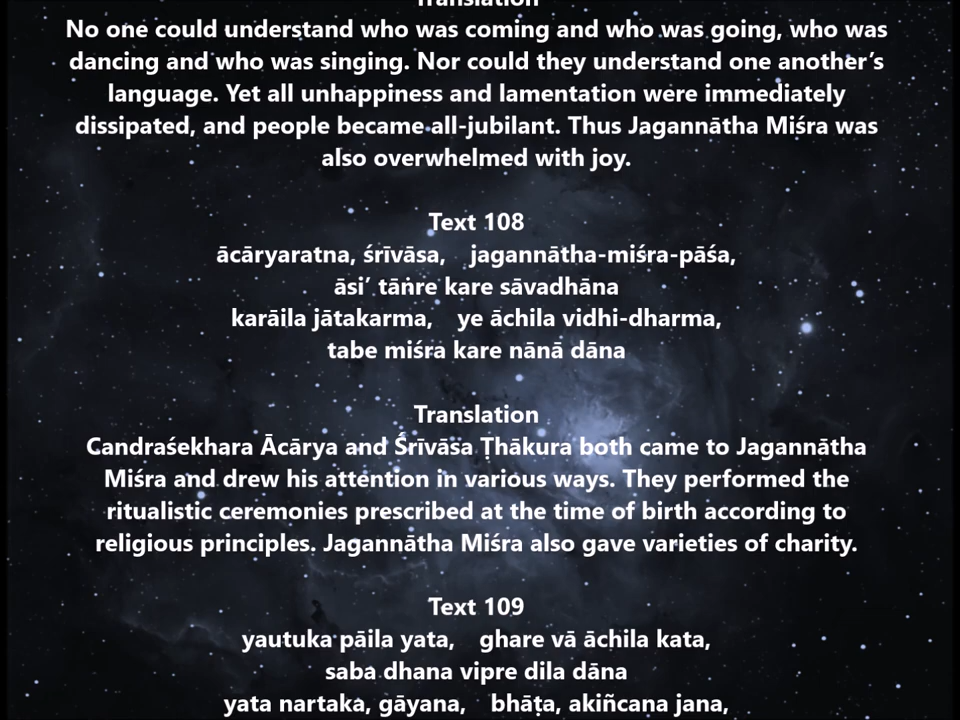 Translation
No one could understand who was coming and who was going, who was
dancing and who was singing. Nor could they understand one another’s
language. Yet all unhappiness and lamentation were immediately
dissipated, and people became all-jubilant. Thus Jagannātha Miśra was
also overwhelmed with joy.
Text 108
ācāryaratna, śrīvāsa, jagannātha-miśra-pāśa,
āsi’ tāṅre kare sāvadhāna
karāila jātakarma, ye āchila vidhi-dharma,
tabe miśra kare nānā dāna
Translation
Candraśekhara Ācārya and Śrīvāsa Ṭhākura both came to Jagannātha
Miśra and drew his attention in various ways. They performed the
ritualistic ceremonies prescribed at the time of birth according to
religious principles. Jagannātha Miśra also gave varieties of charity.
Text 109
yautuka pāila yata, ghare vā āchila kata,
saba dhana vipre dila dāna
yata nartaka, gāyana, bhāṭa, akiñcana jana,